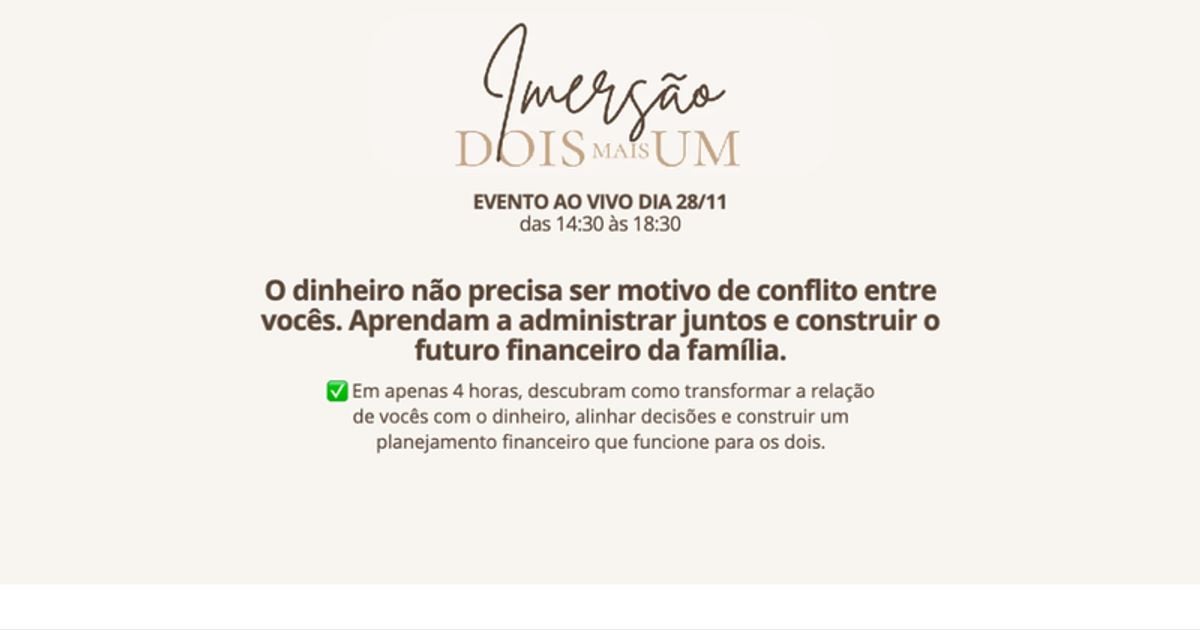 Imersão
DOIS MAIS UM
EVENTO AO VIVO DIA 28/11
das 14:30 às 18:30
O dinheiro não precisa ser motivo de conflito entre
vocês. Aprendam a administrar juntos e construir o
futuro financeiro da família.
✅ Em apenas 4 horas, descubram como transformar a relação
de vocês com o dinheiro, alinhar decisões e construir um
planejamento financeiro que funcione para os dois.